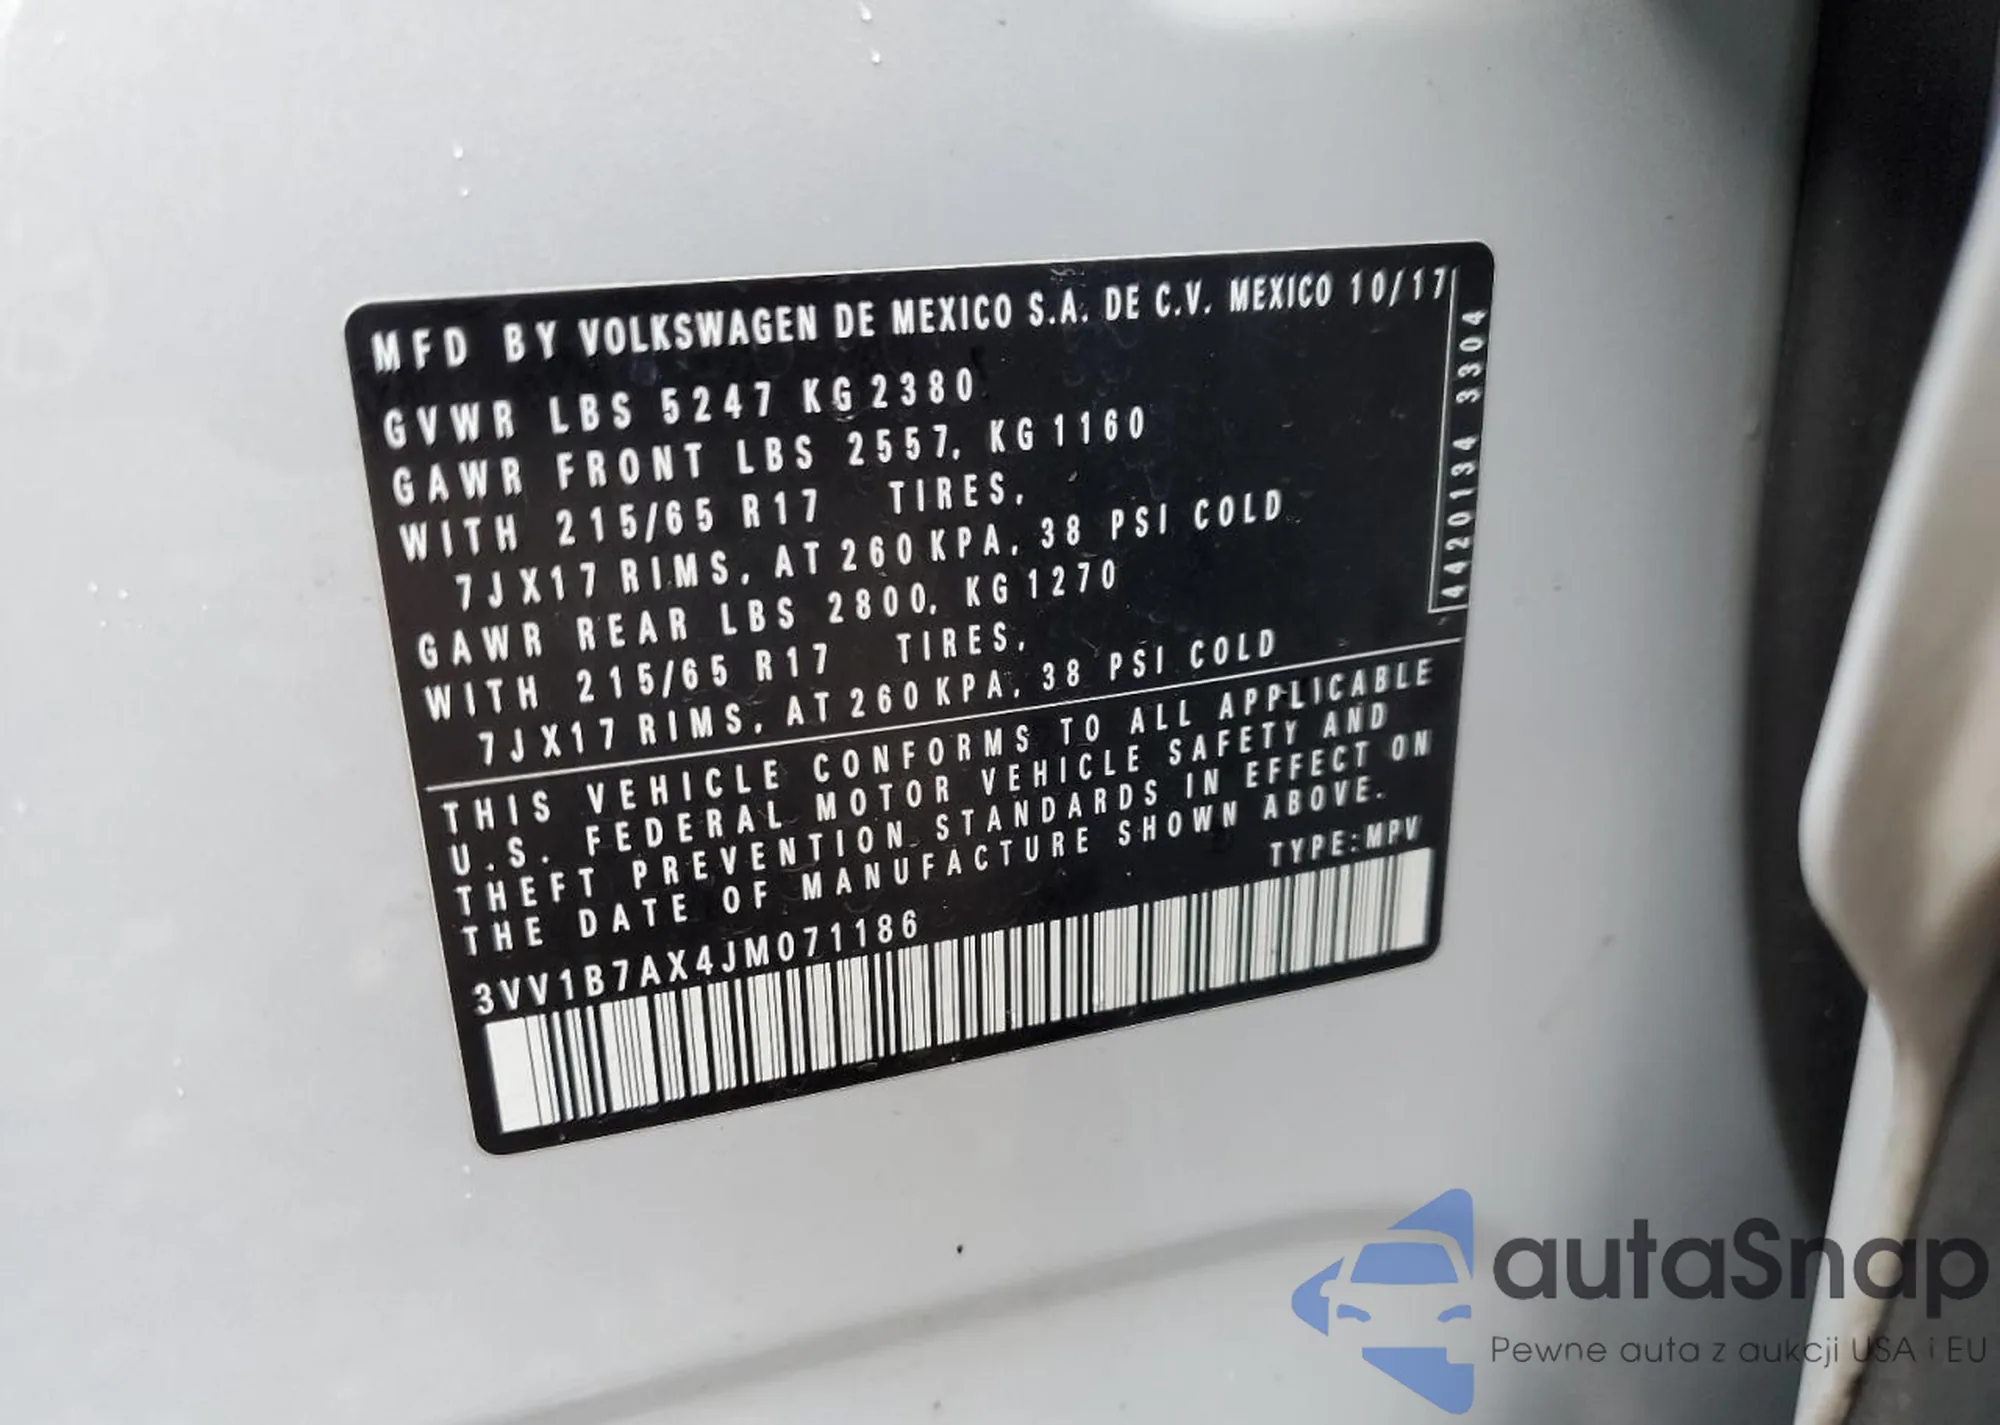 MFD BY VOLKSWAGEN DE MEXICO S.A. DE C.V. MEXICO 10/17
GVWR LBS 5247 KG 2380
GAWR FRONT LBS 2557, KG 1160
WITH 215/65 R17 TIRES,
7JX17 RIMS, AT 260 KPA, 38 PSI COLD
GAWR REAR LBS 2800, KG 1270
WITH 215/65 R17 TIRES,
7JX17 RIMS, AT 260 KPA, 38 PSI COLD
4420134 3304
THIS VEHICLE CONFORMS TO ALL APPLICABLE
U.S. FEDERAL MOTOR VEHICLE SAFETY AND
THEFT PREVENTION STANDARDS IN EFFECT ON
THE DATE OF MANUFACTURE SHOWN ABOVE.
TYPE:MPV
3VV1B7AX4JM071186
autaSnap
Pewne auta z aukcji USA i EU